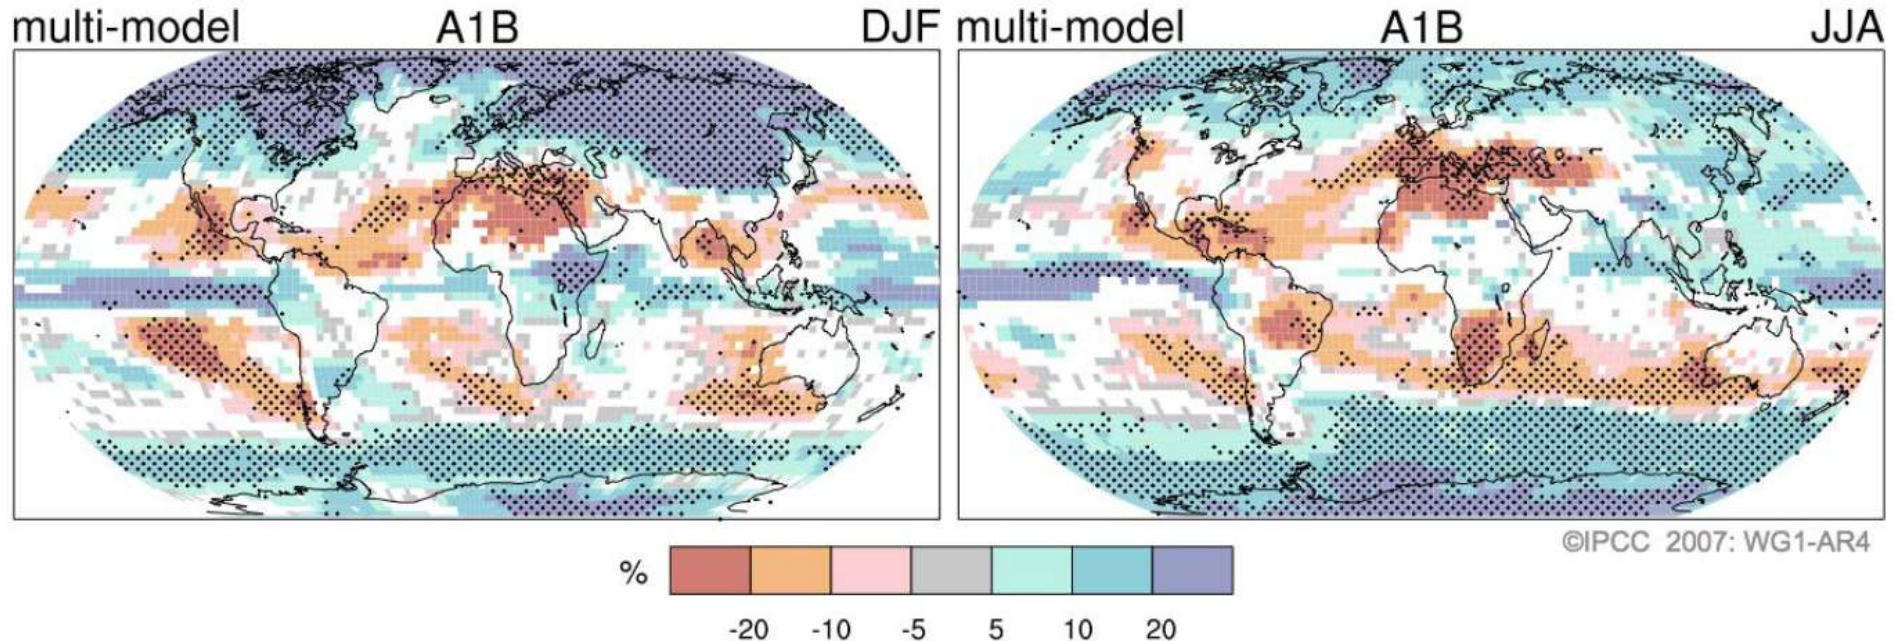 multi-model A1B DJF
multi-model A1B JJA
©IPCC 2007: WG1-AR4
%
-20 -10 -5 5 10 20